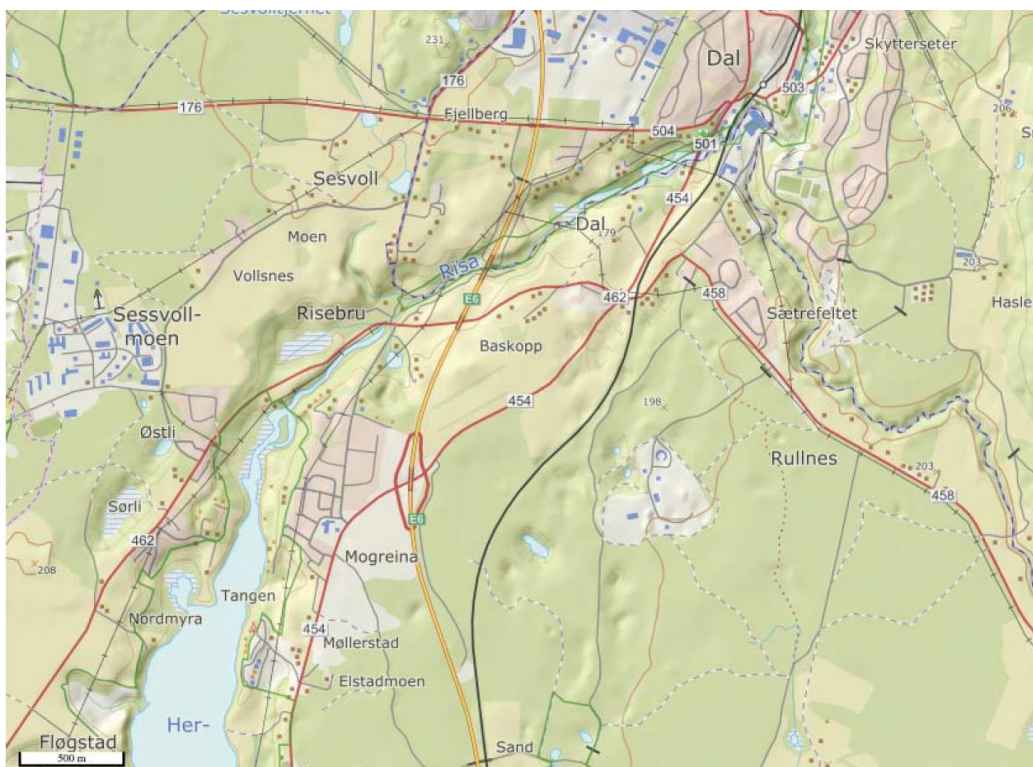 Sesvolltjernet
231
Dal
Skytterseter
176
176
503
206
Fjellberg
504
501
Sesvoll
454
Dal
179
Moen
Risa
Vollsnes
203
E6
462
458
Hasle
Sessvoll-
moen
Risebru
Sætrefeltet
Baskopp
454
198
Østli
Rullnes
203
458
Sørli
E6
462
Mogreina
208
Tangen
Nordmyra
454
Møllerstad
Elstadmoen
Her-
Fløgstad
Sand
500 m